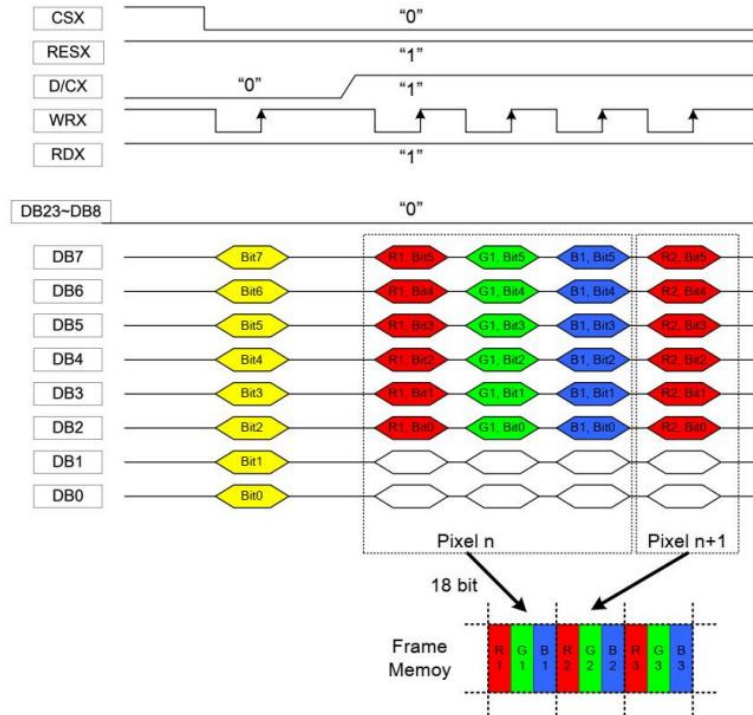 CSX “0”
RESX “1”
D/CX “0” “1”
WRX
RDX “1”
DB23~DB8 “0”
DB7 Bit7 R1, Bit5 G1, Bit5 B1, Bit5 R2, Bit5
DB6 Bit6 R1, Bit4 G1, Bit4 B1, Bit4 R2, Bit4
DB5 Bit5 R1, Bit3 G1, Bit3 B1, Bit3 R2, Bit3
DB4 Bit4 R1, Bit2 G1, Bit2 B1, Bit2 R2, Bit2
DB3 Bit3 R1, Bit1 G1, Bit1 B1, Bit1 R2, Bit1
DB2 Bit2 R1, Bit0 G1, Bit0 B1, Bit0 R2, Bit0
DB1 Bit1
DB0 Bit0
Pixel n Pixel n+1
18 bit
Frame
Memoy
R G B R G B R G B
1 1 1 2 2 2 3 3 3